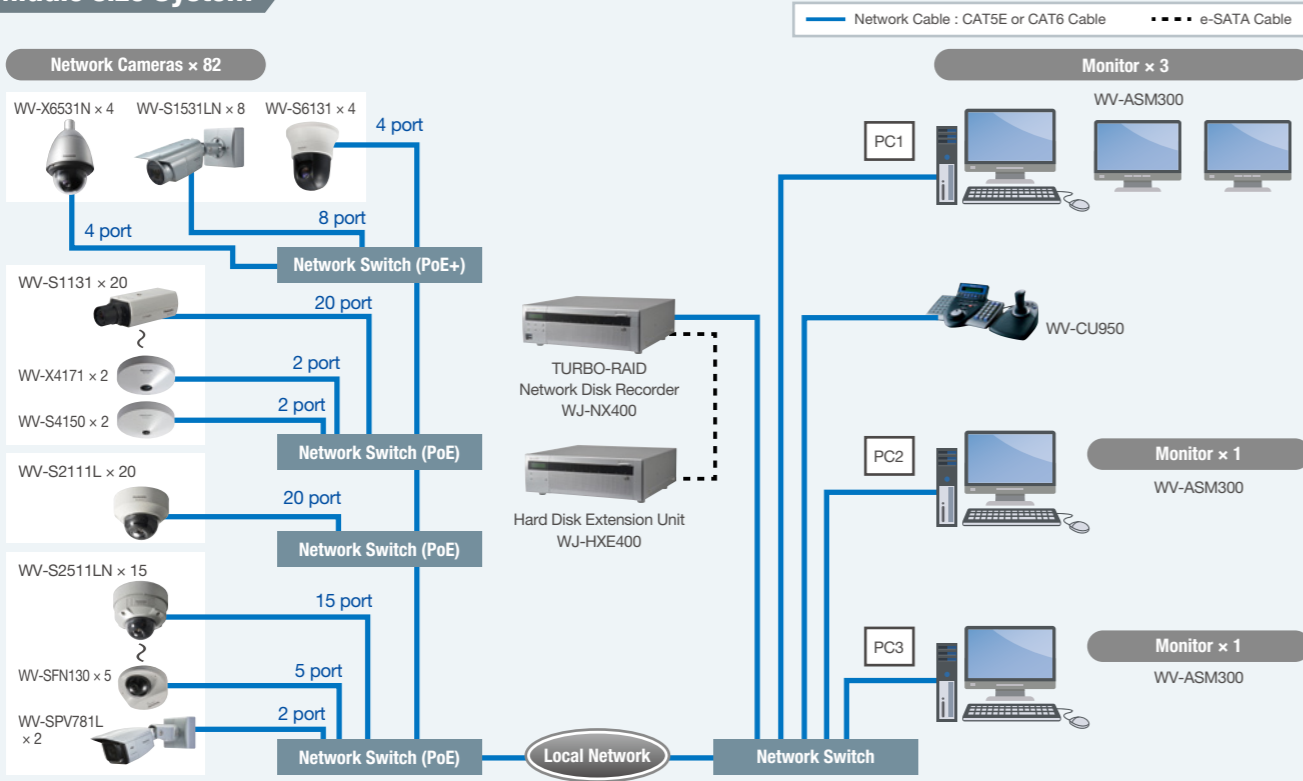 Middle Size System
Network Cable : CAT5E or CAT6 Cable
e-SATA Cable
Network Cameras × 82
WV-X6531N × 4
WV-S1531LN × 8
WV-S6131 × 4
4 port
8 port
4 port
Network Switch (PoE+)
WV-S1131 × 20
20 port
WV-X4171 × 2
2 port
WV-S4150 × 2
2 port
Network Switch (PoE)
WV-S2111L × 20
20 port
Network Switch (PoE)
WV-S2511LN × 15
15 port
WV-SFN130 × 5
5 port
WV-SPV781L
× 2
2 port
Network Switch (PoE)
TURBO-RAID
Network Disk Recorder
WJ-NX400
Hard Disk Extension Unit
WJ-HXE400
Local Network
Network Switch
Monitor × 3
WV-ASM300
PC1
WV-CU950
PC2
Monitor × 1
WV-ASM300
PC3
Monitor × 1
WV-ASM300